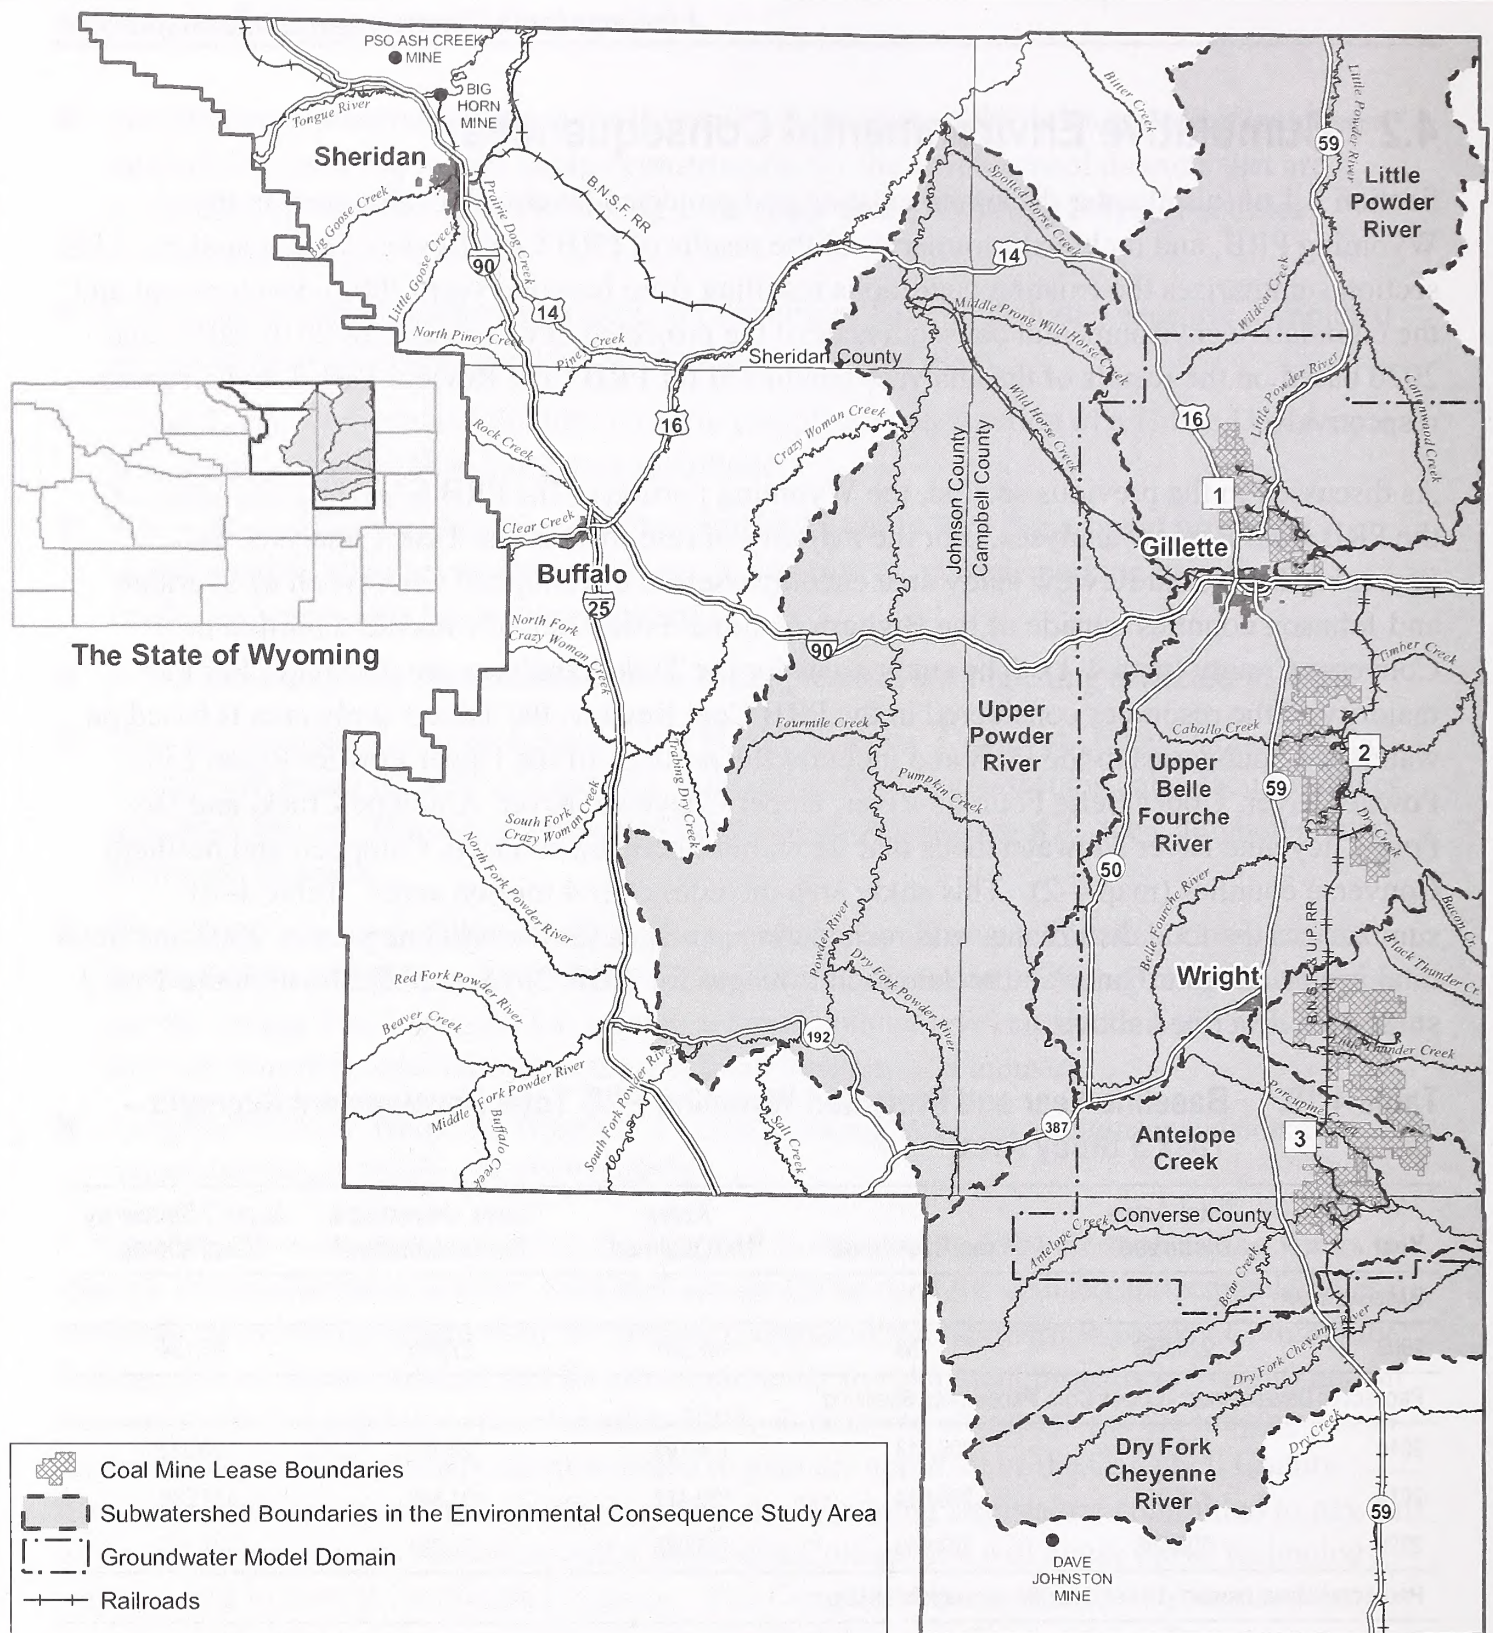 PSO ASH CREEK
MINE
BIG
HORN
MINE
Tongue River
Sheridan
Big Goose Creek
Little Goose Creek
Prairie Dog Creek
B.N.S.F. RR
90
14
North Piney Creek
Piney Creek
Sheridan County
16
Rock Creek
Crazy Woman Creek
Clear Creek
Buffalo
25
North Fork
Crazy Woman Creek
90
The State of Wyoming
Bitter Creek
Spotted Horse Creek
14
Middle Prong Wild Horse Creek
Wild Horse Creek
Johnson County
Campbell County
16
59
Little Powder River
Little
Powder
River
Wildcat Creek
Little Powder River
Cottonwood Creek
1
Gillette
Timber Creek
Caballo Creek
2
Upper
Powder
River
Upper
Belle
Fourche
River
59
50
Fourmile Creek
Pumpkin Creek
Trabing Dry Creek
South Fork
Crazy Woman Creek
North Fork Powder River
Red Fork Powder River
Beaver Creek
Middle Fork Powder River
Buffalo Creek
South Fork Powder River
Salt Creek
192
Powder River
Dry Fork Powder River
Belle Fourche River
Wright
B.N.S.F. & U.P. RR
Dry Creek
Bacon Cr.
Black Thunder Cr.
Little Thunder Creek
Porcupine Creek
387
3
Antelope
Creek
Converse County
Antelope Creek
Bear Creek
Dry Fork Cheyenne River
Dry Creek
Dry Fork
Cheyenne
River
59
DAVE
JOHNSTON
MINE
Coal Mine Lease Boundaries
Subwatershed Boundaries in the Environmental Consequence Study Area
Groundwater Model Domain
Railroads